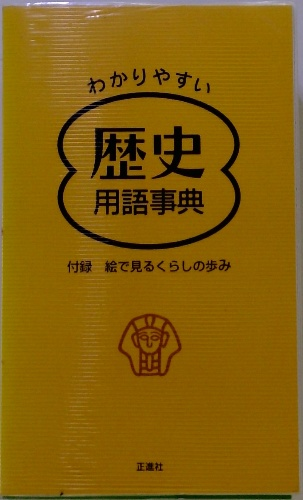 わかりやすい
歴史
用語事典
付録 絵で見るくらしの歩み
正進社